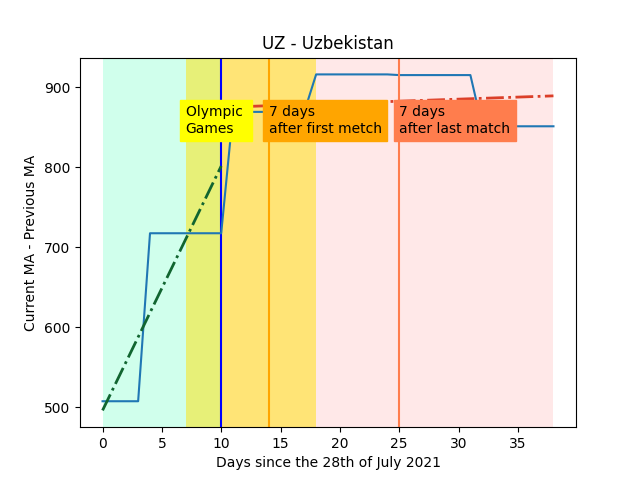 UZ - Uzbekistan
Current MA - Previous MA
900
800
700
600
500
Olympic
Games
7 days
after first metch
7 days
after last match
0 5 10 15 20 25 30 35
Days since the 28th of July 2021